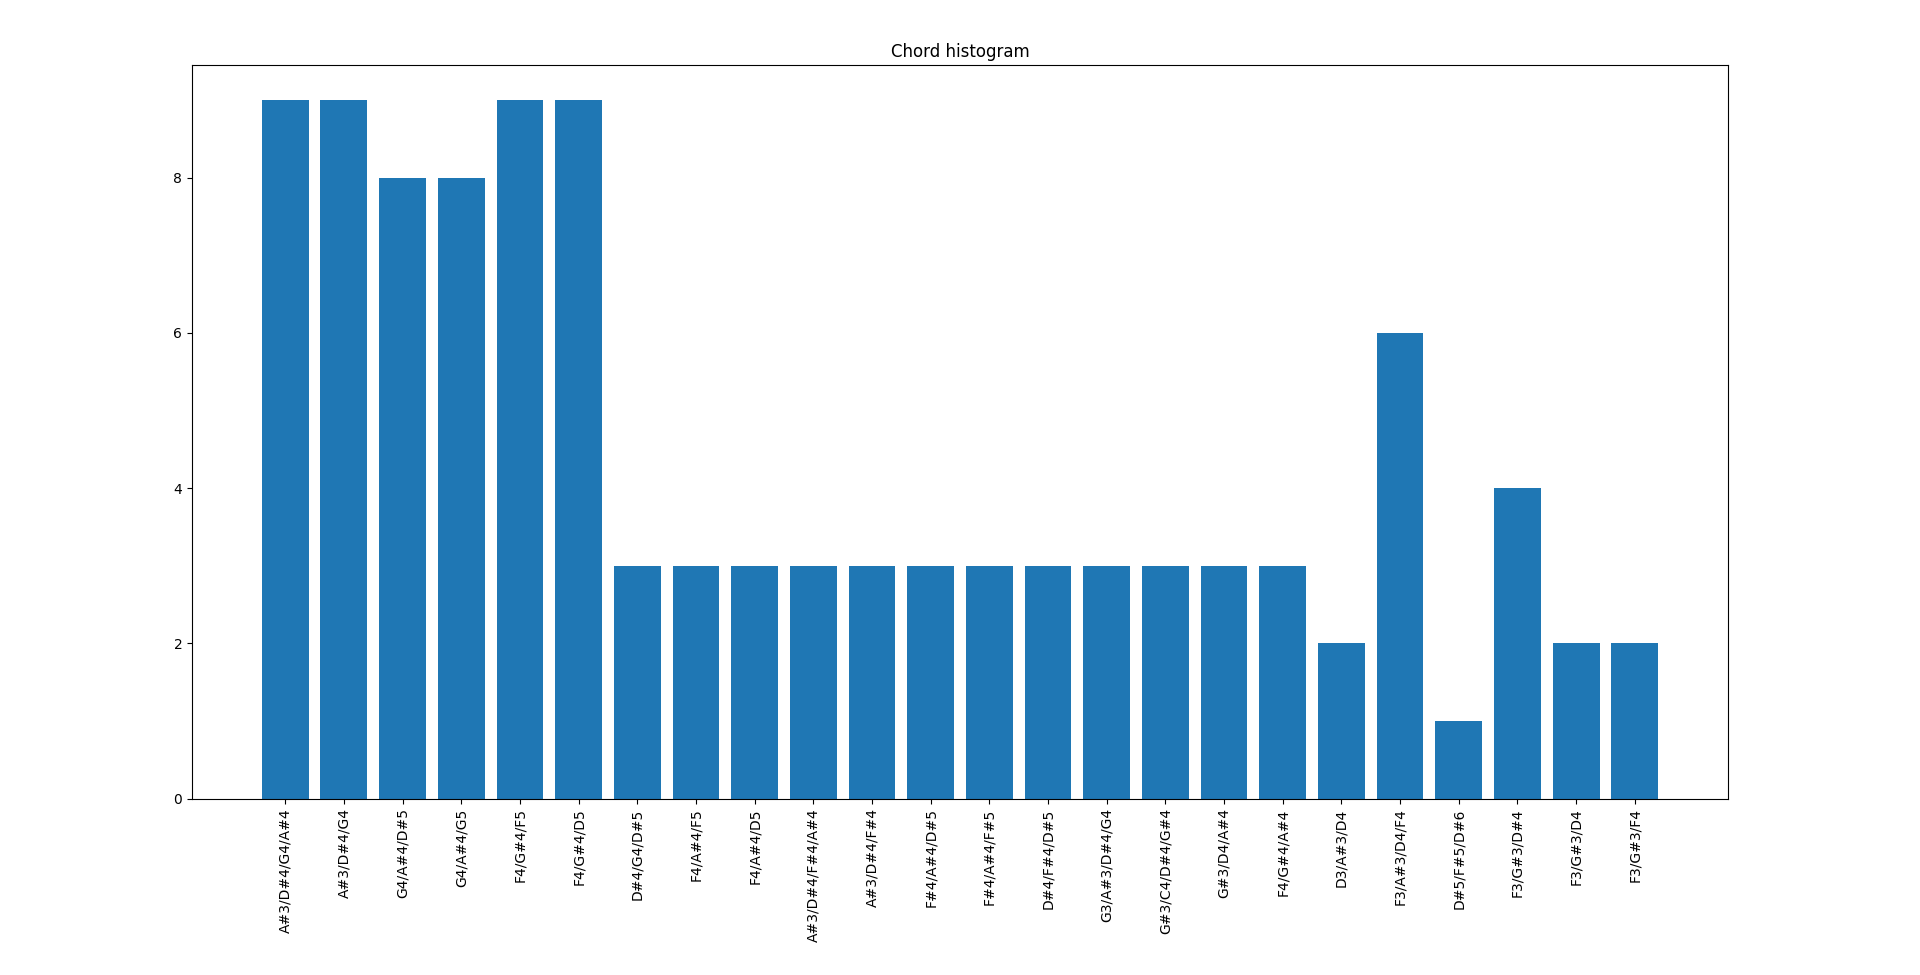 Chord histogram
8
6
4
2
0
A#3/D#4/G4/A#4
A#3/D#4/G4
G4/A#4/D#5
G4/A#4/G5
F4/G#4/F5
F4/G#4/D5
D#4/G4/D#5
F4/A#4/F5
F4/A#4/D5
A#3/D#4/F#4/A#4
A#3/D#4/F#4
F#4/A#4/D#5
F#4/A#4/F#5
D#4/F#4/D#5
G3/A#3/D#4/G4
G#3/C4/D#4/G#4
G#3/D4/A#4
F4/G#4/A#4
D3/A#3/D4
F3/A#3/D4/F4
D#5/F#5/D#6
F3/G#3/D#4
F3/G#3/D4
F3/G#3/F4